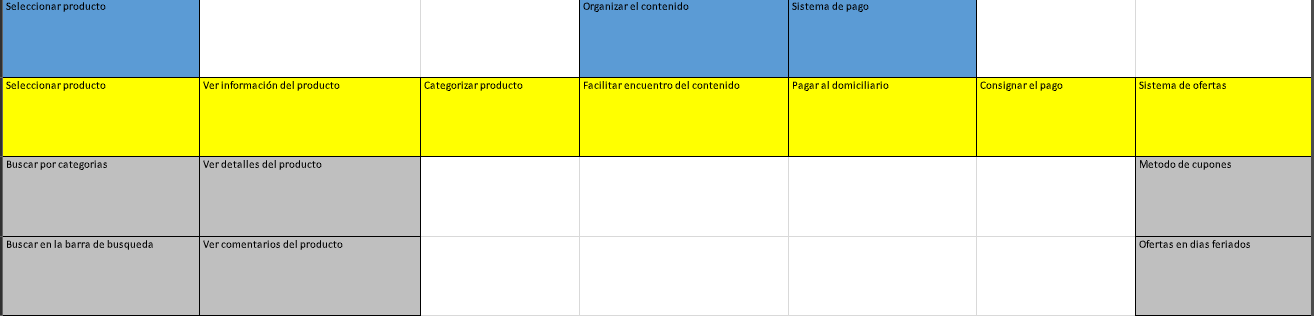 Seleccionar producto
Organizar el contenido
Sistema de pago
Seleccionar producto
Ver información del producto
Categorizar producto
Facilitar encuentro del contenido
Pagar al domiciliario
Consignar el pago
Sistema de ofertas
Buscar por categorias
Ver detalles del producto
Metodo de cupones
Buscar en la barra de busqueda
Ver comentarios del producto
Ofertas en dias feriados